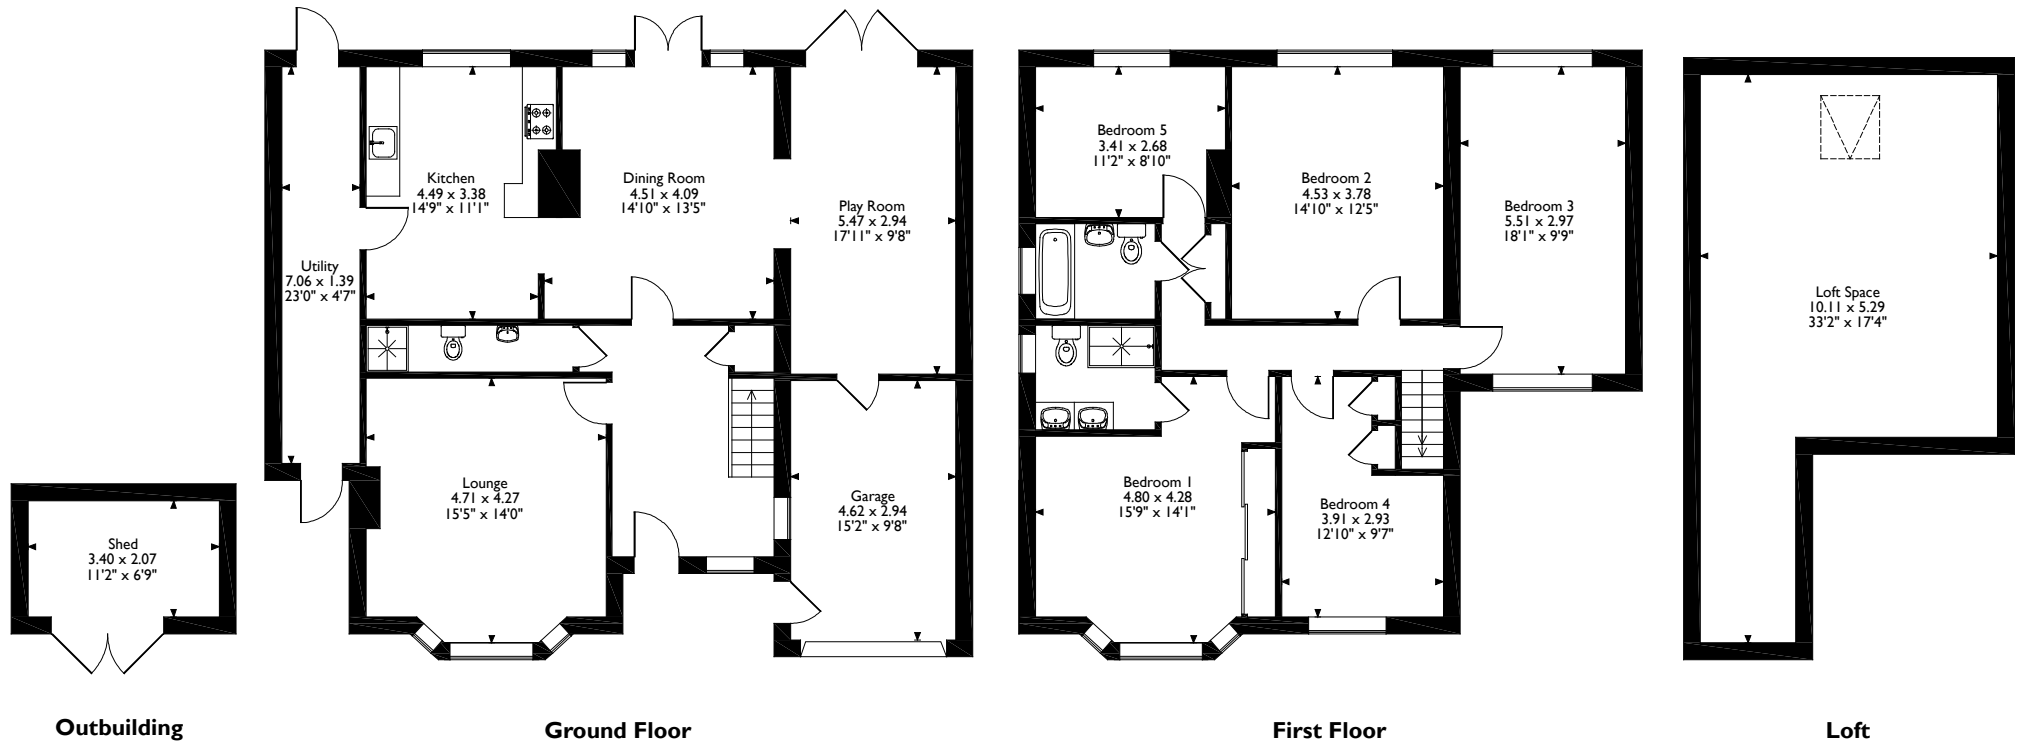 Kitchen
4.49 x 3.38
14'9" x 11'1"
Dining Room
4.51 x 4.09
14'10" x 13'5"
Play Room
5.47 x 2.94
17'11" x 9'8"
Utility
7.06 x 1.39
23'0" x 4'7"
Lounge
4.71 x 4.27
15'5" x 14'0"
Garage
4.62 x 2.94
15'2" x 9'8"
Shed
3.40 x 2.07
11'2" x 6'9"
Bedroom 5
3.41 x 2.68
11'2" x 8'10"
Bedroom 2
4.53 x 3.78
14'10" x 12'5"
Bedroom 3
5.51 x 2.97
18'1" x 9'9"
Bedroom 1
4.80 x 4.28
15'9" x 14'1"
Bedroom 4
3.91 x 2.93
12'10" x 9'7"
Loft Space
10.11 x 5.29
33'2" x 17'4"
Outbuilding
Ground Floor
First Floor
Loft